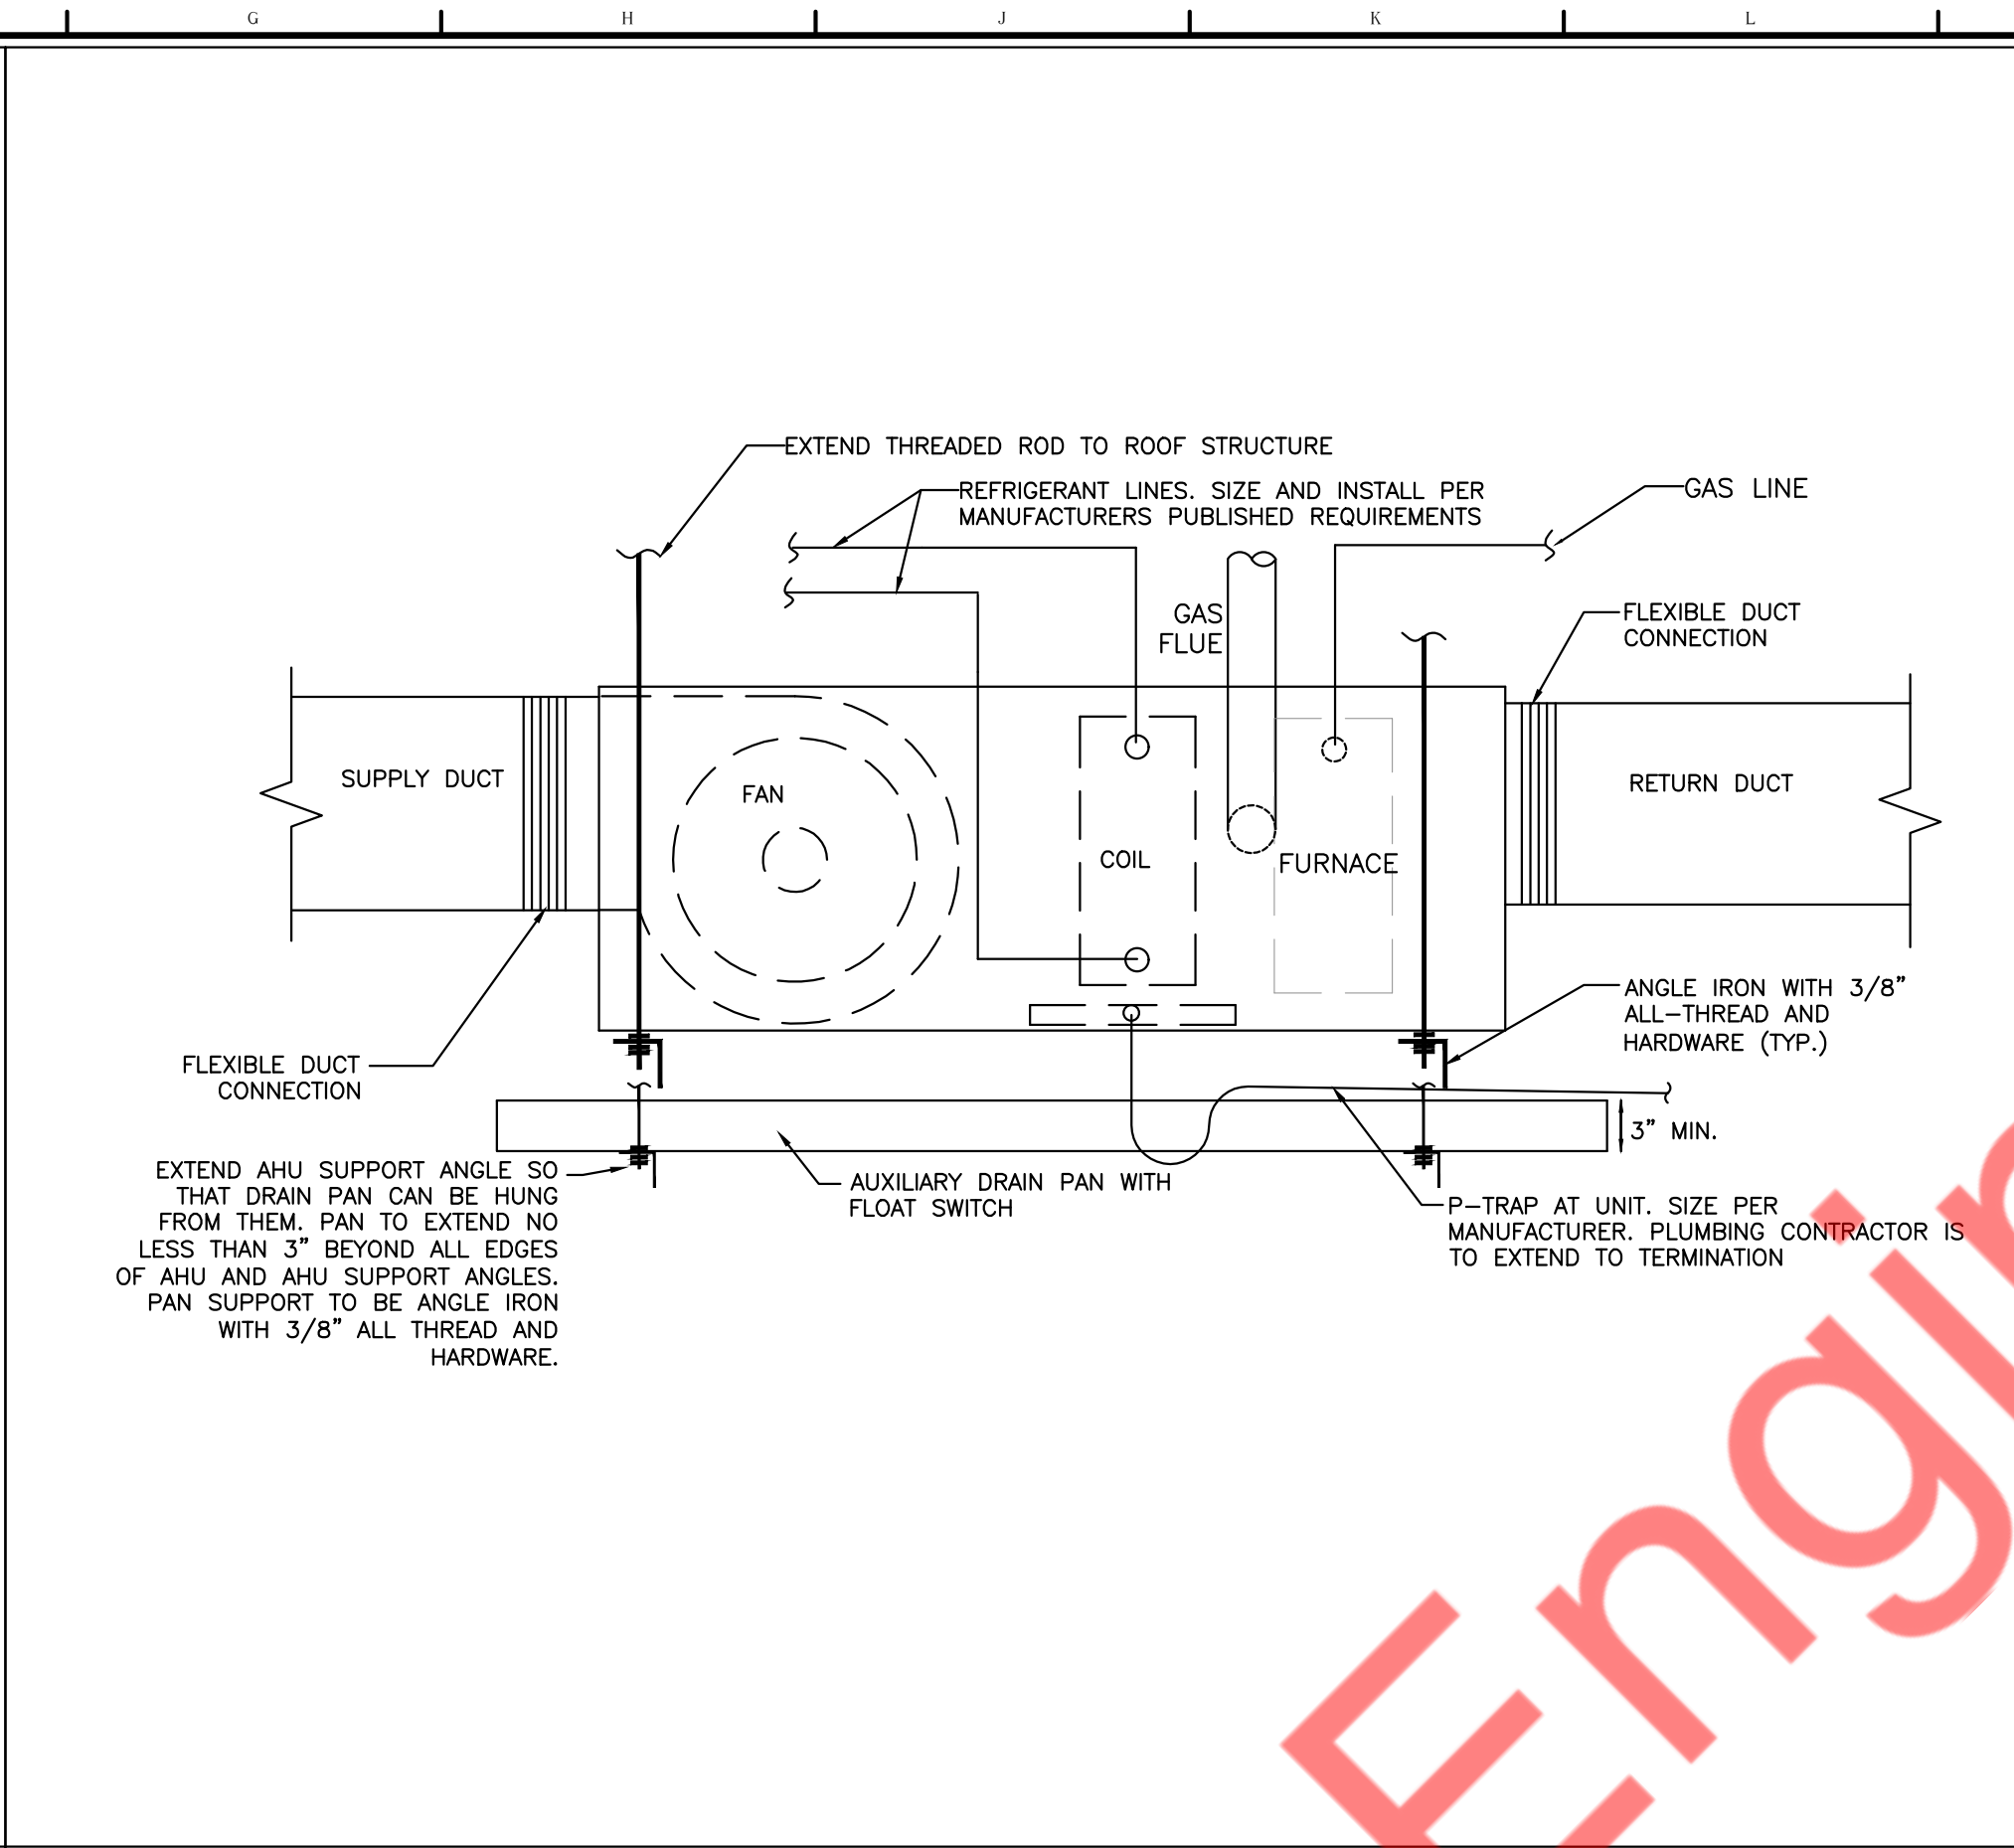 G H J K L
EXTEND THREADED ROD TO ROOF STRUCTURE
REFRIGERANT LINES. SIZE AND INSTALL PER
MANUFACTURERS PUBLISHED REQUIREMENTS
GAS LINE
GAS
FLUE
FLEXIBLE DUCT
CONNECTION
SUPPLY DUCT
FAN
COIL
FURNACE
RETURN DUCT
ANGLE IRON WITH 3/8"
ALL-THREAD AND
HARDWARE (TYP.)
FLEXIBLE DUCT
CONNECTION
3" MIN.
EXTEND AHU SUPPORT ANGLE SO
THAT DRAIN PAN CAN BE HUNG
FROM THEM. PAN TO EXTEND NO
LESS THAN 3" BEYOND ALL EDGES
OF AHU AND AHU SUPPORT ANGLES.
PAN SUPPORT TO BE ANGLE IRON
WITH 3/8" ALL THREAD AND
HARDWARE.
AUXILIARY DRAIN PAN WITH
FLOAT SWITCH
P-TRAP AT UNIT. SIZE PER
MANUFACTURER. PLUMBING CONTRACTOR IS
TO EXTEND TO TERMINATION